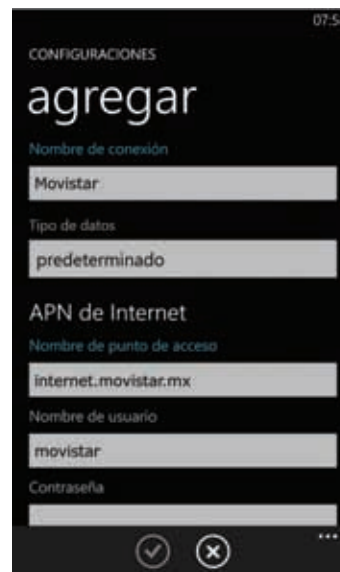 07:5
CONFIGURACIONES
agregar
Nombre de conexión
Movistar
Tipo de datos
predeterminado
APN de Internet
Nombre de punto de acceso
internet.movistar.mx
Nombre de usuario
movistar
Contraseña